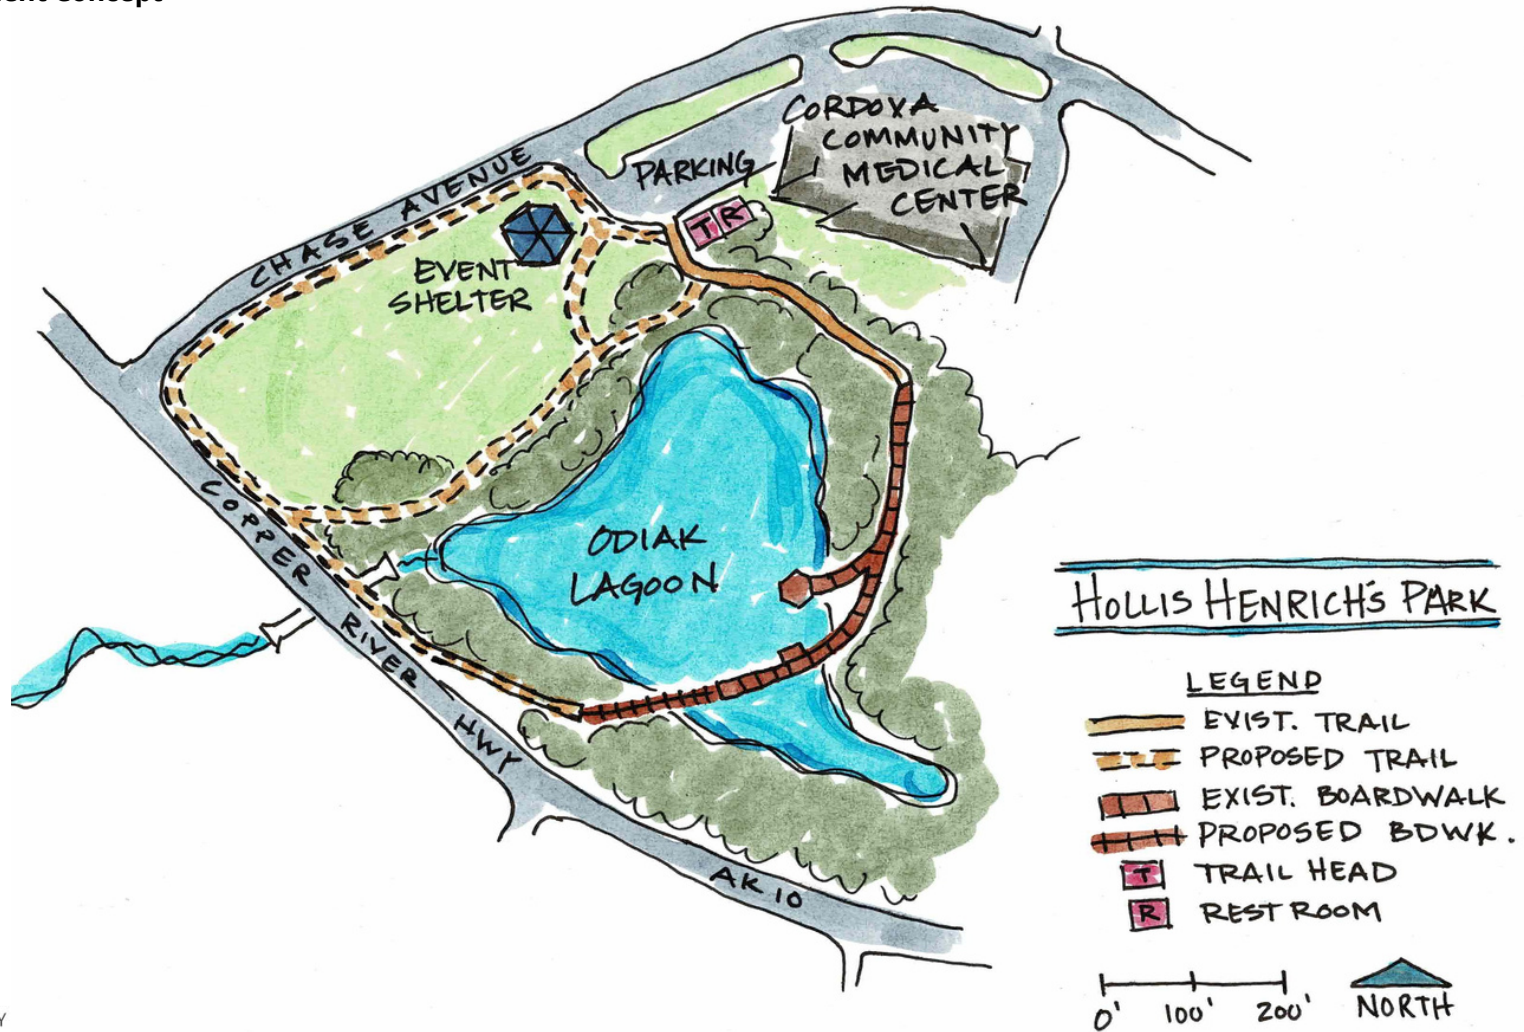 CHASE AVENUE
PARKING
CORDOVA
COMMUNITY
MEDICAL
CENTER
T R
EVENT
SHELTER
ODIAK
LAGOON
COPPER RIVER HWY
AK 10
HOLLIS HENRICH'S PARK
LEGEND
EXIST. TRAIL
PROPOSED TRAIL
EXIST. BOARDWALK
PROPOSED BDWK.
T TRAIL HEAD
R REST ROOM
0' 100' 200'
NORTH